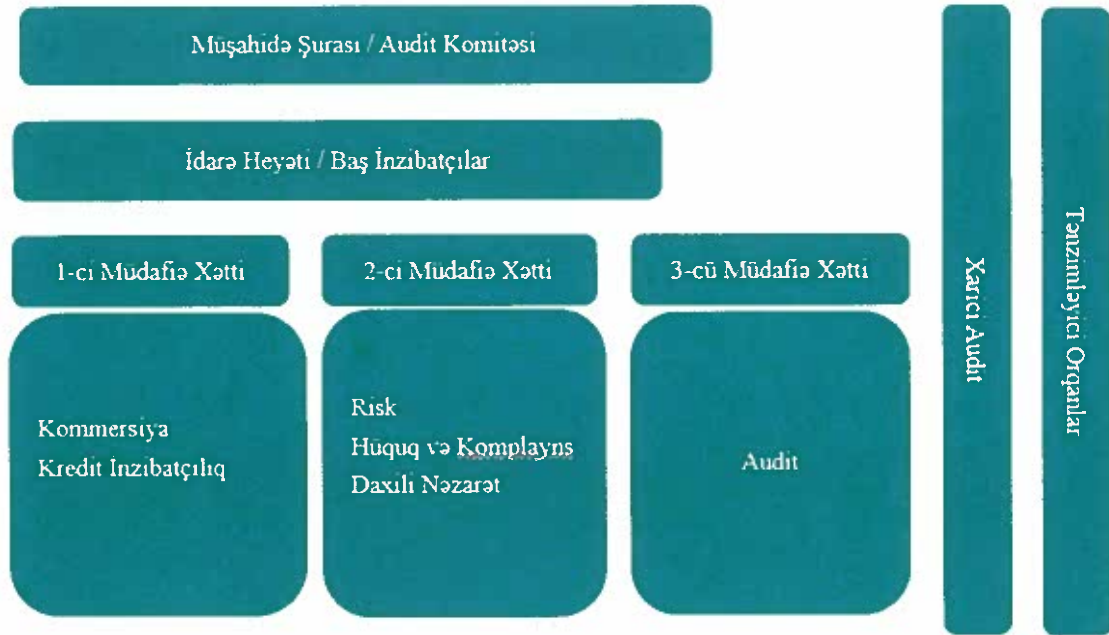 Müşahidə Şurası / Audit Komitəsi
İdarə Heyəti / Baş İnzibatçılar
1-ci Müdafiə Xətti
2-ci Müdafiə Xətti
3-cü Müdafiə Xətti
Kommersiya
Kredit İnzibatçılıq
Risk
Hüquq və Komplayns
Daxili Nəzarət
Audit
Xarici Audit
Tənzimləyici Orqanlar